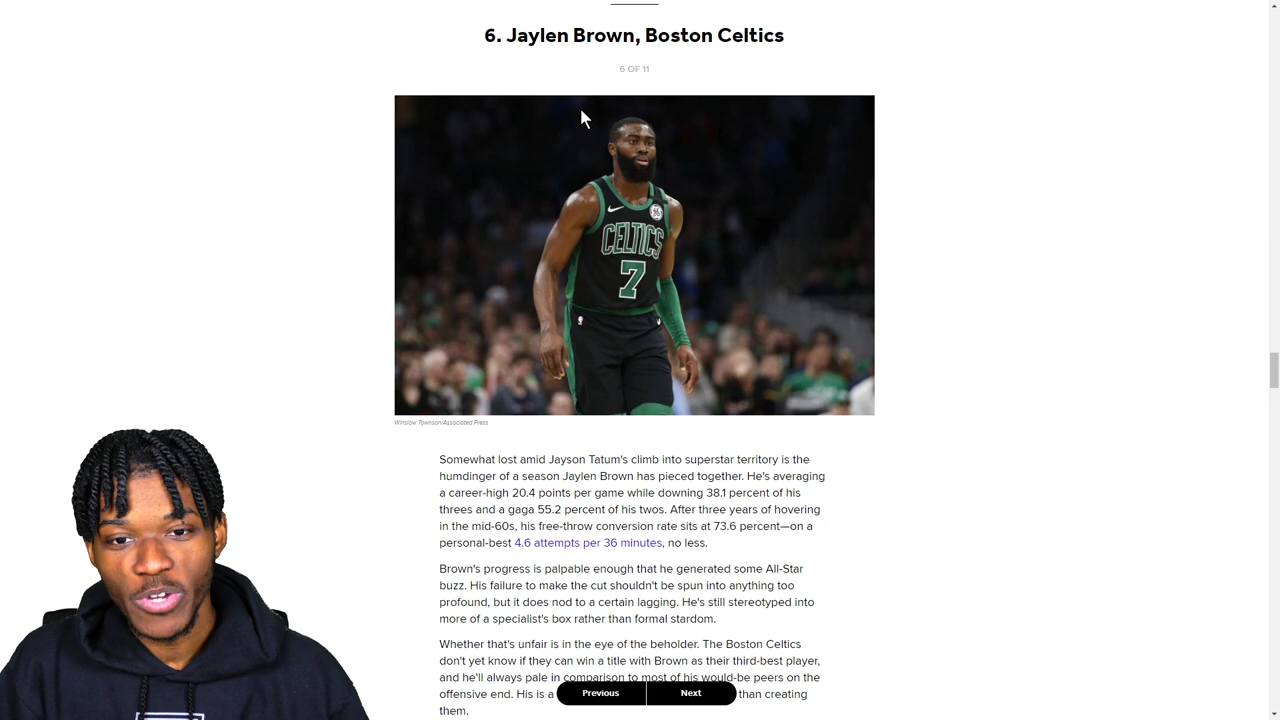 6. Jaylen Brown, Boston Celtics
6 OF 11
CELTICS
7
Winslow Townson/Associated Press
Somewhat lost amid Jayson Tatum's climb into superstar territory is the
humdinger of a season Jaylen Brown has pieced together. He's averaging
a career-high 20.4 points per game while downing 38.1 percent of his
threes and a gaga 55.2 percent of his twos. After three years of hovering
in the mid-60s, his free-throw conversion rate sits at 73.6 percent—on a
personal-best 4.6 attempts per 36 minutes, no less.
Brown's progress is palpable enough that he generated some All-Star
buzz. His failure to make the cut shouldn't be spun into anything too
profound, but it does nod to a certain lagging. He's still stereotyped into
more of a specialist's box rather than formal stardom.
Whether that's unfair is in the eye of the beholder. The Boston Celtics
don't yet know if they can win a title with Brown as their third-best player,
and he'll always pale in comparison to most of his would-be peers on the
offensive end. His is a than creating
Previous Next
them.